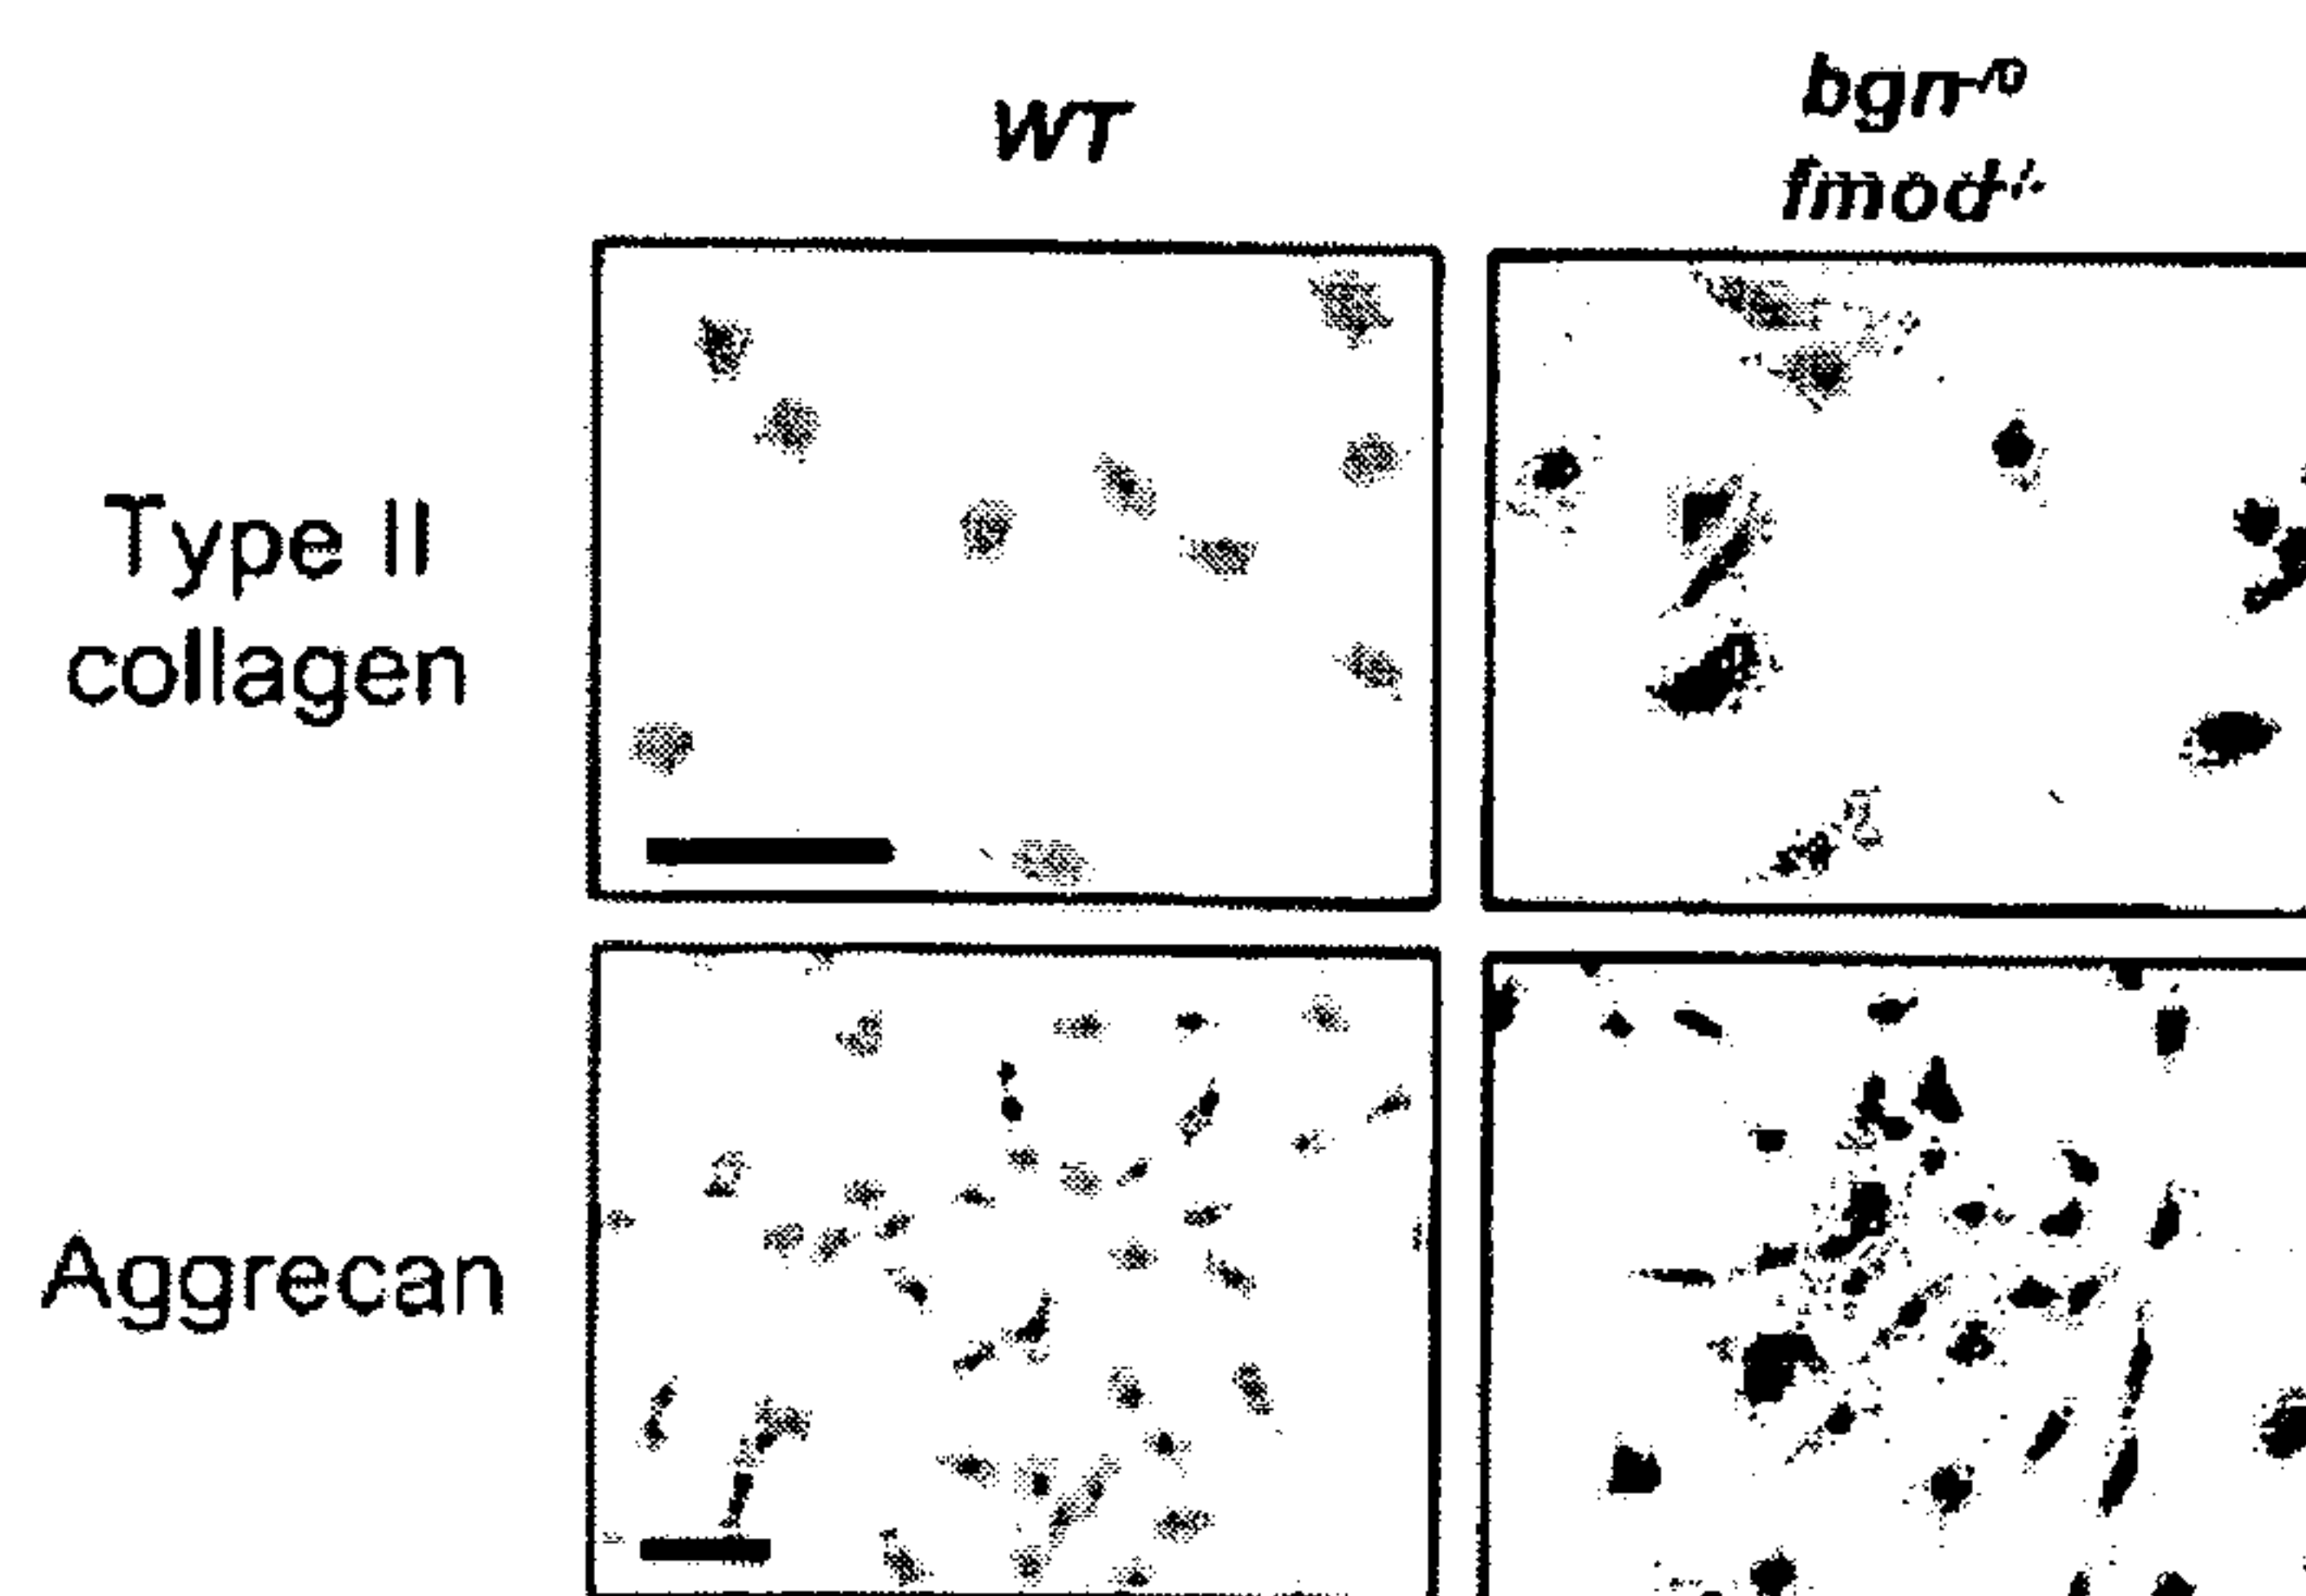 WT
bgn-/0
fmod-/-
Type II
collagen
Aggrecan